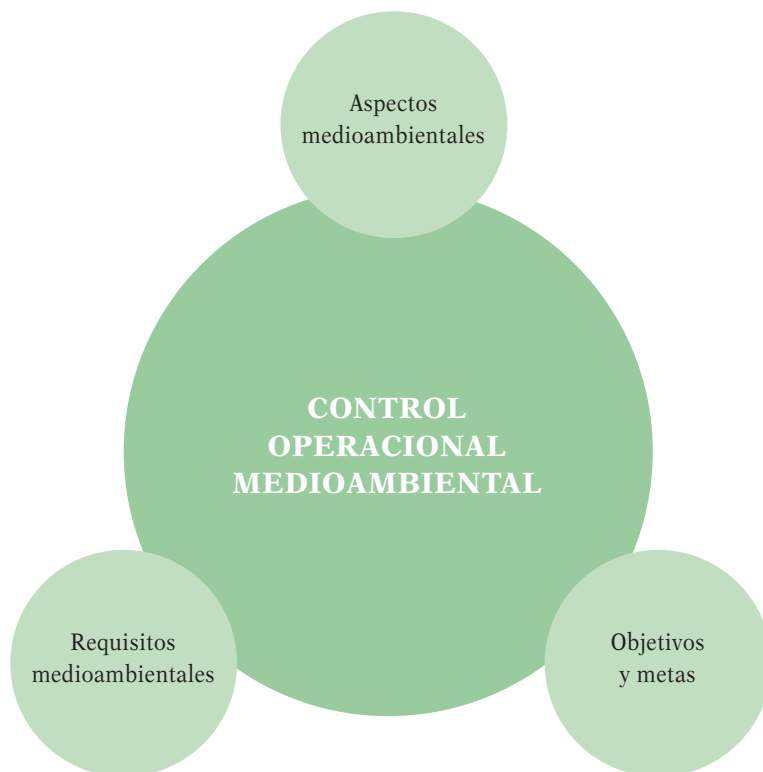 Aspectos
medioambientales
CONTROL
OPERACIONAL
MEDIOAMBIENTAL
Requisitos
medioambientales
Objetivos
y metas